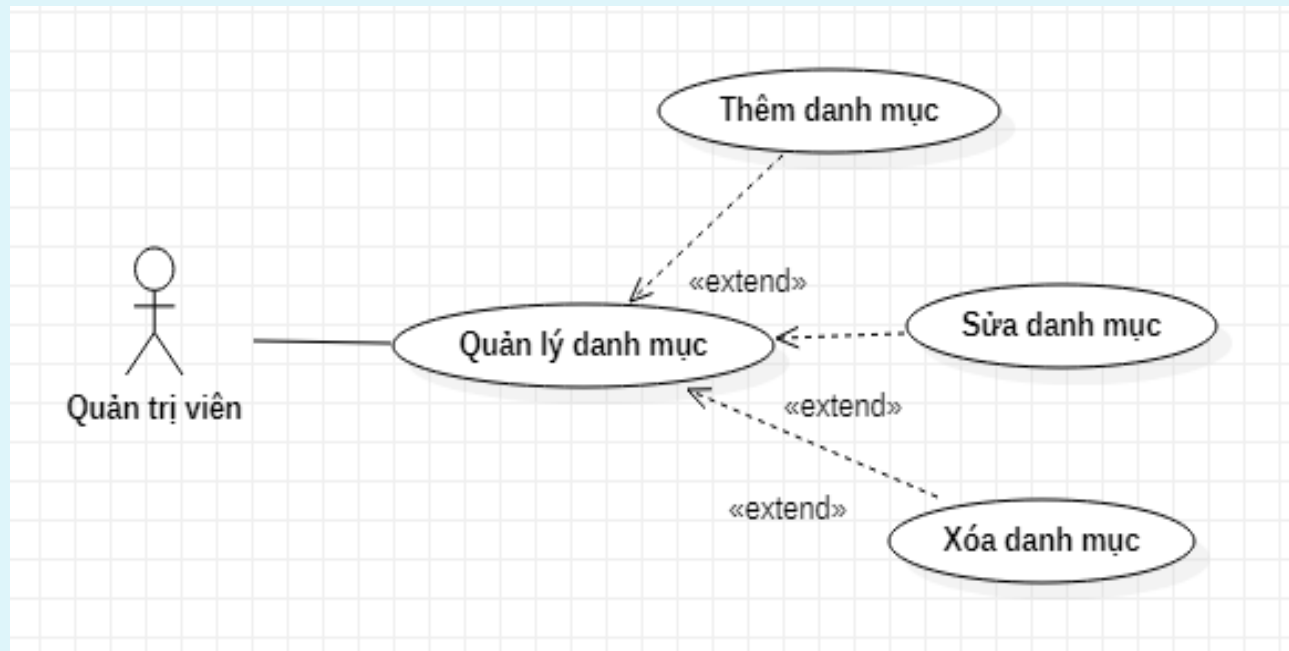 Thêm danh mục
«extend»
Sửa danh mục
Quản lý danh mục
Quản trị viên
«extend»
«extend»
Xóa danh mục